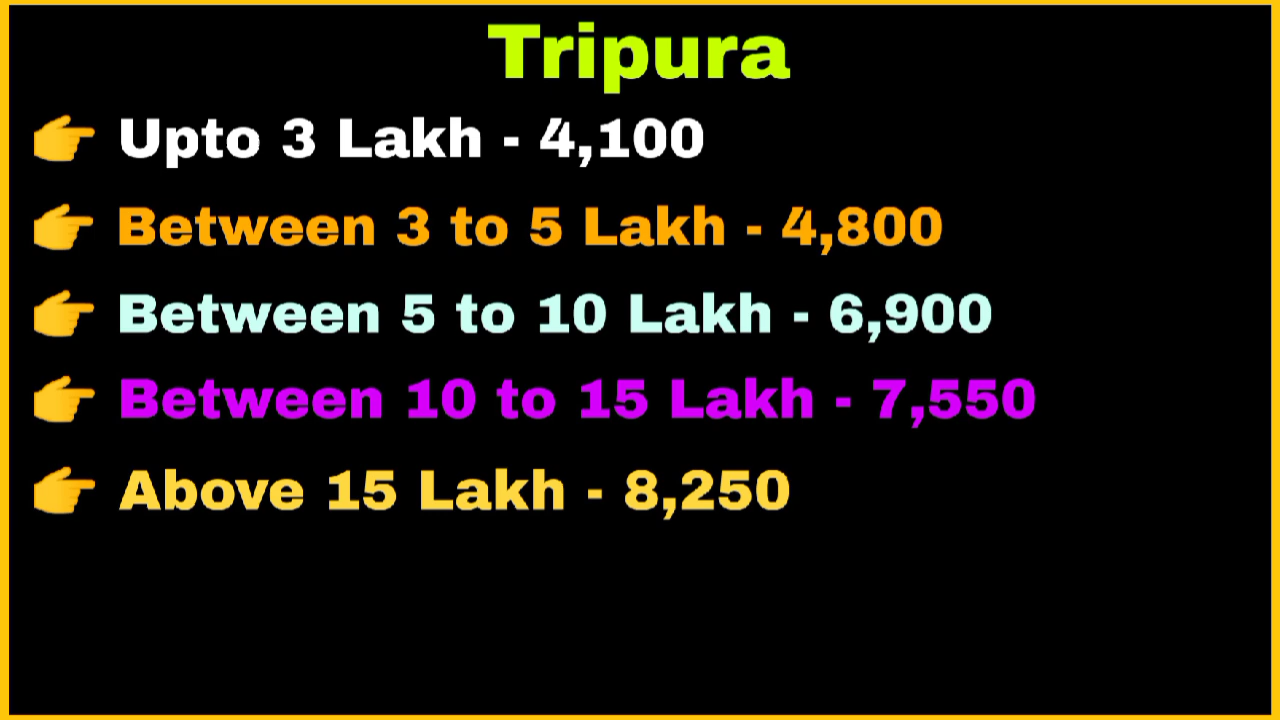 Tripura
👉 Upto 3 Lakh - 4,100
👉 Between 3 to 5 Lakh - 4,800
👉 Between 5 to 10 Lakh - 6,900
👉 Between 10 to 15 Lakh - 7,550
👉 Above 15 Lakh - 8,250